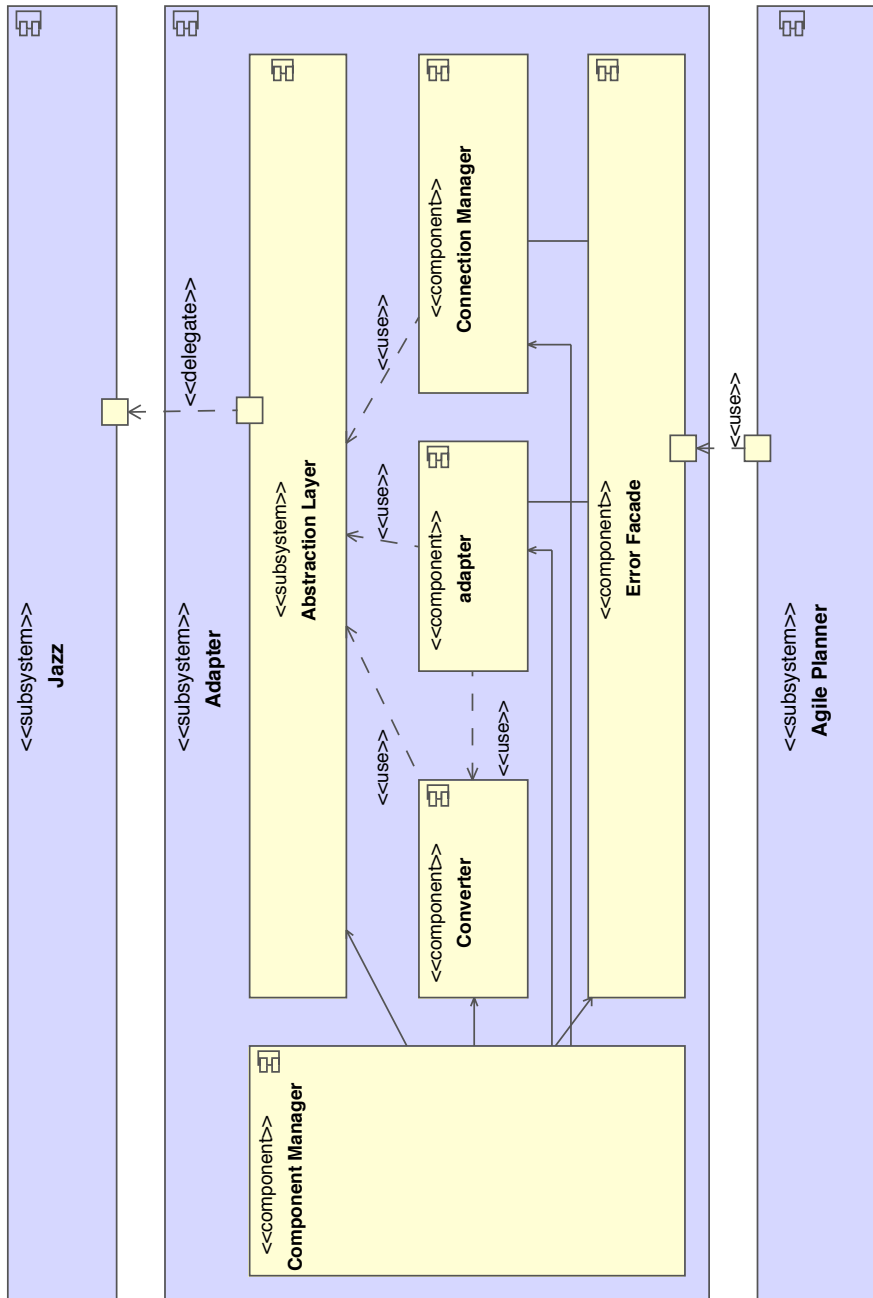 <<subsystem>>
Jazz
<<delegate>>
<<subsystem>>
Adapter
<<subsystem>>
Abstraction Layer
<<use>>
<<use>>
<<use>>
<<component>>
Connection Manager
<<component>>
adapter
<<use>>
<<component>>
Converter
<<component>>
Error Facade
<<component>>
Component Manager
<<use>>
<<subsystem>>
Agile Planner